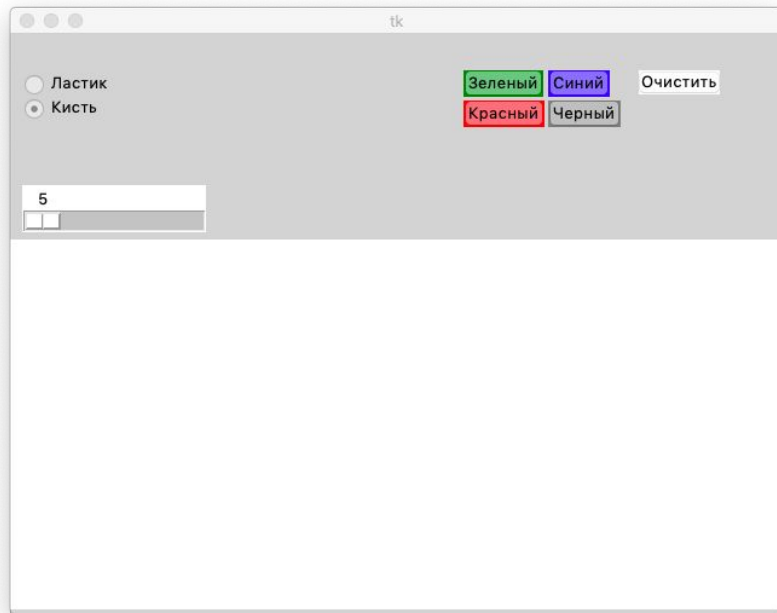 tk
Ластик
Кисть
Зеленый Синий Очистить
Красный Черный
5